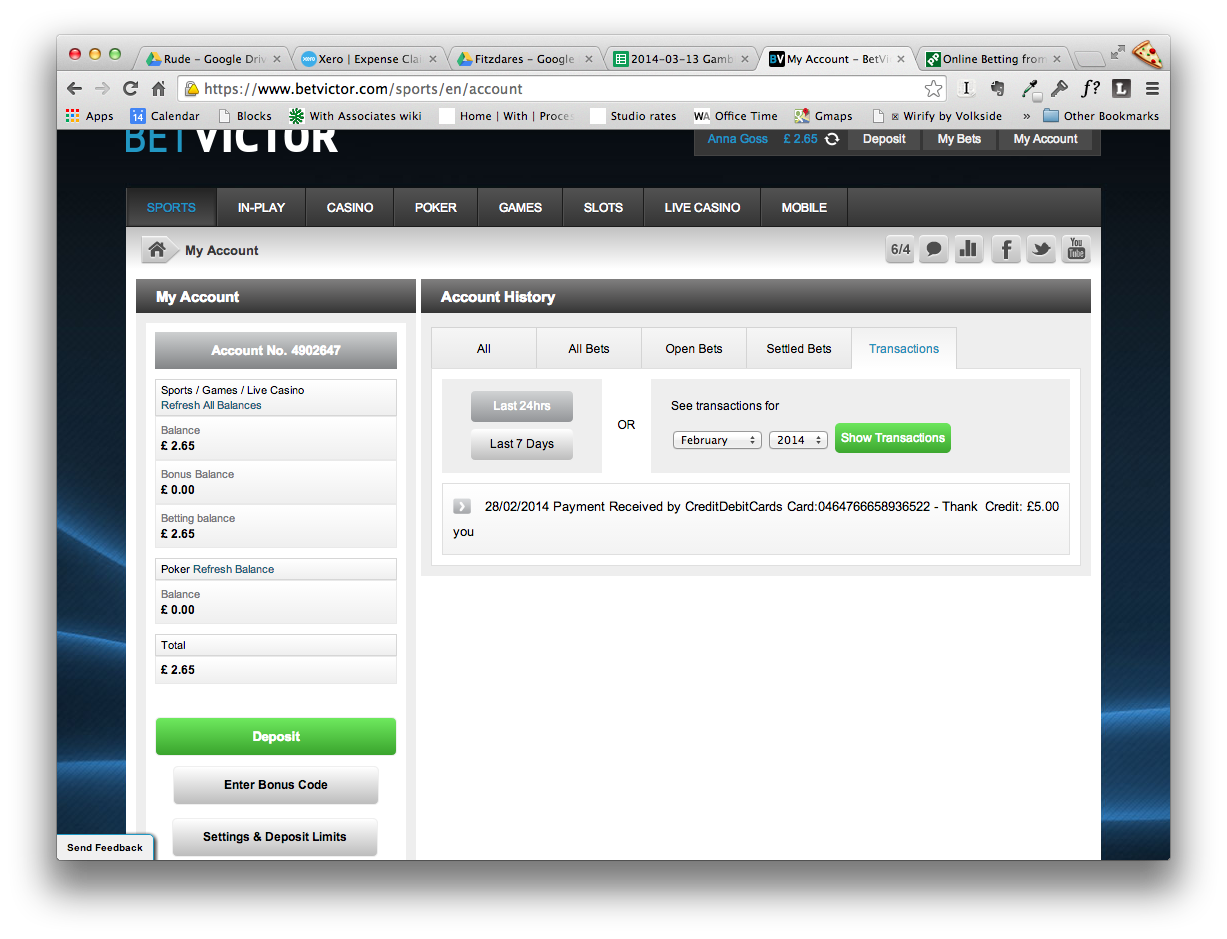 Rude – Google Driv
Xero | Expense Clai
Fitzdares – Google
2014-03-13 Gamb
BV My Account – BetVi
Online Betting from
https://www.betvictor.com/sports/en/account
f?
L
Apps
14 Calendar
Blocks
With Associates wiki
Home | With | Proces
Studio rates
WA Office Time
Gmaps
Wirify by Volkside
»
Other Bookmarks
BETVICTOR
Anna Goss £ 2.65 Deposit My Bets My Account
SPORTS IN-PLAY CASINO POKER GAMES SLOTS LIVE CASINO MOBILE
My Account
6/4
You Tube
My Account
Account No. 4902647
Sports / Games / Live Casino
Refresh All Balances
Balance
£ 2.65
Bonus Balance
£ 0.00
Betting balance
£ 2.65
Poker Refresh Balance
Balance
£ 0.00
Total
£ 2.65
Deposit
Enter Bonus Code
Settings & Deposit Limits
Send Feedback
Account History
All All Bets Open Bets Settled Bets Transactions
Last 24hrs
Last 7 Days
OR
See transactions for
February 2014 Show Transactions
28/02/2014 Payment Received by CreditDebitCards Card:0464766658936522 - Thank Credit: £5.00
you